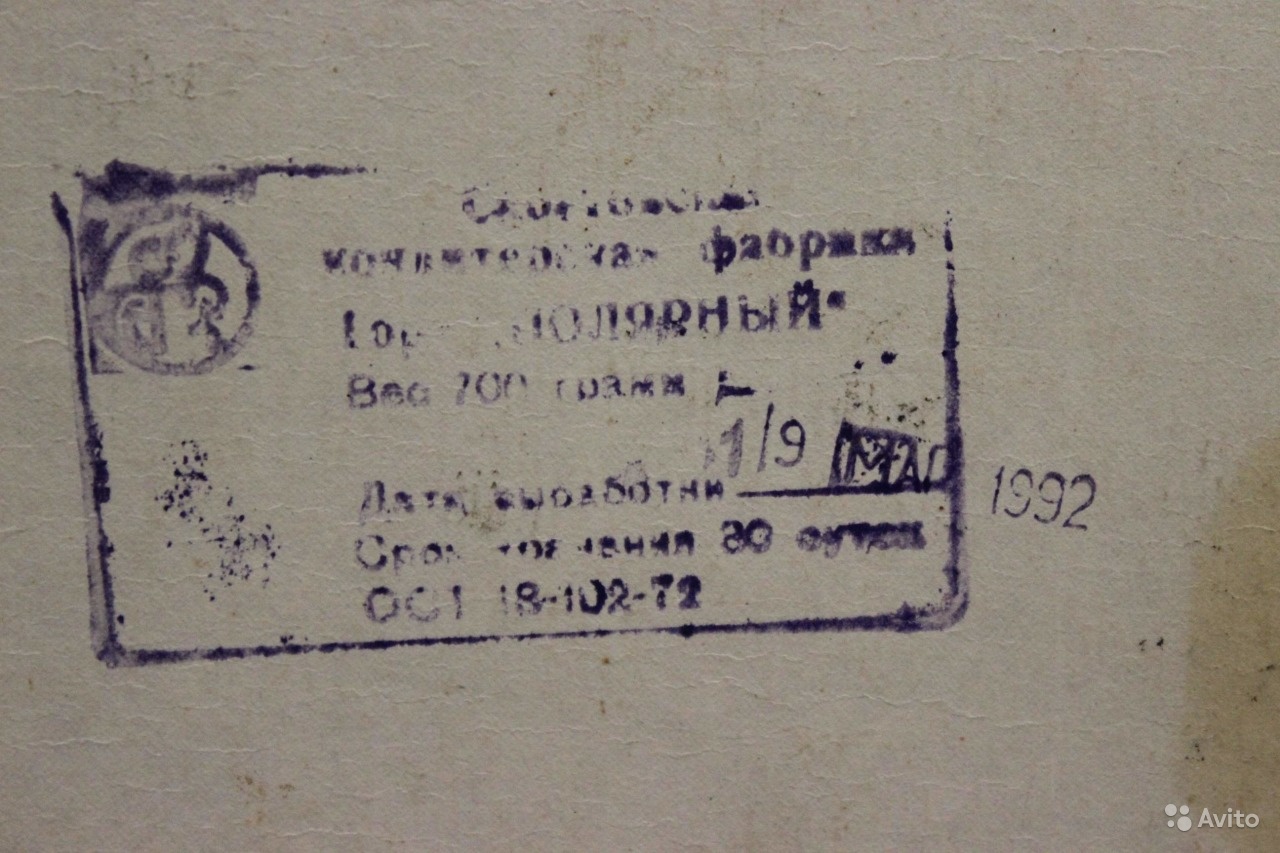 кондитерская фабрика
„ПОЛЯРНЫЙ“
Вес 700 грамм
1/9 МАР 1992
Дата выработки
Срок 30 суток
ОСТ 18-102-72
Avito